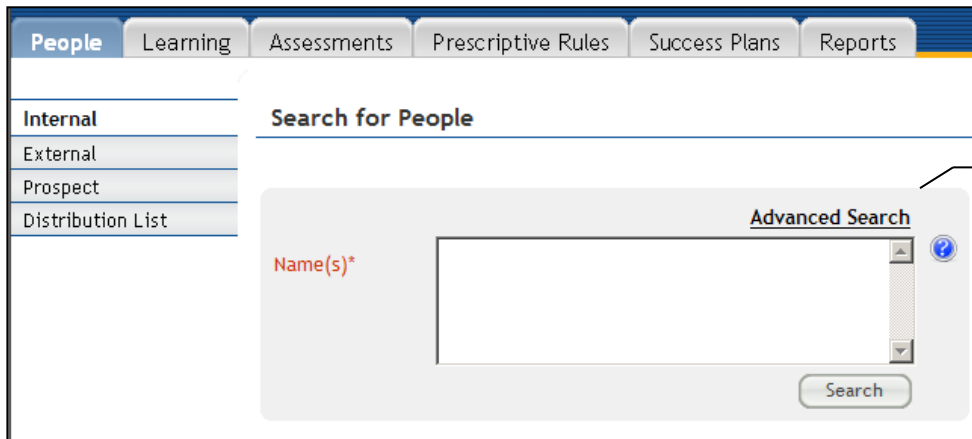 People Learning Assessments Prescriptive Rules Success Plans Reports
Internal
External
Prospect
Distribution List
Search for People
Advanced Search
Name(s)*
?
Search